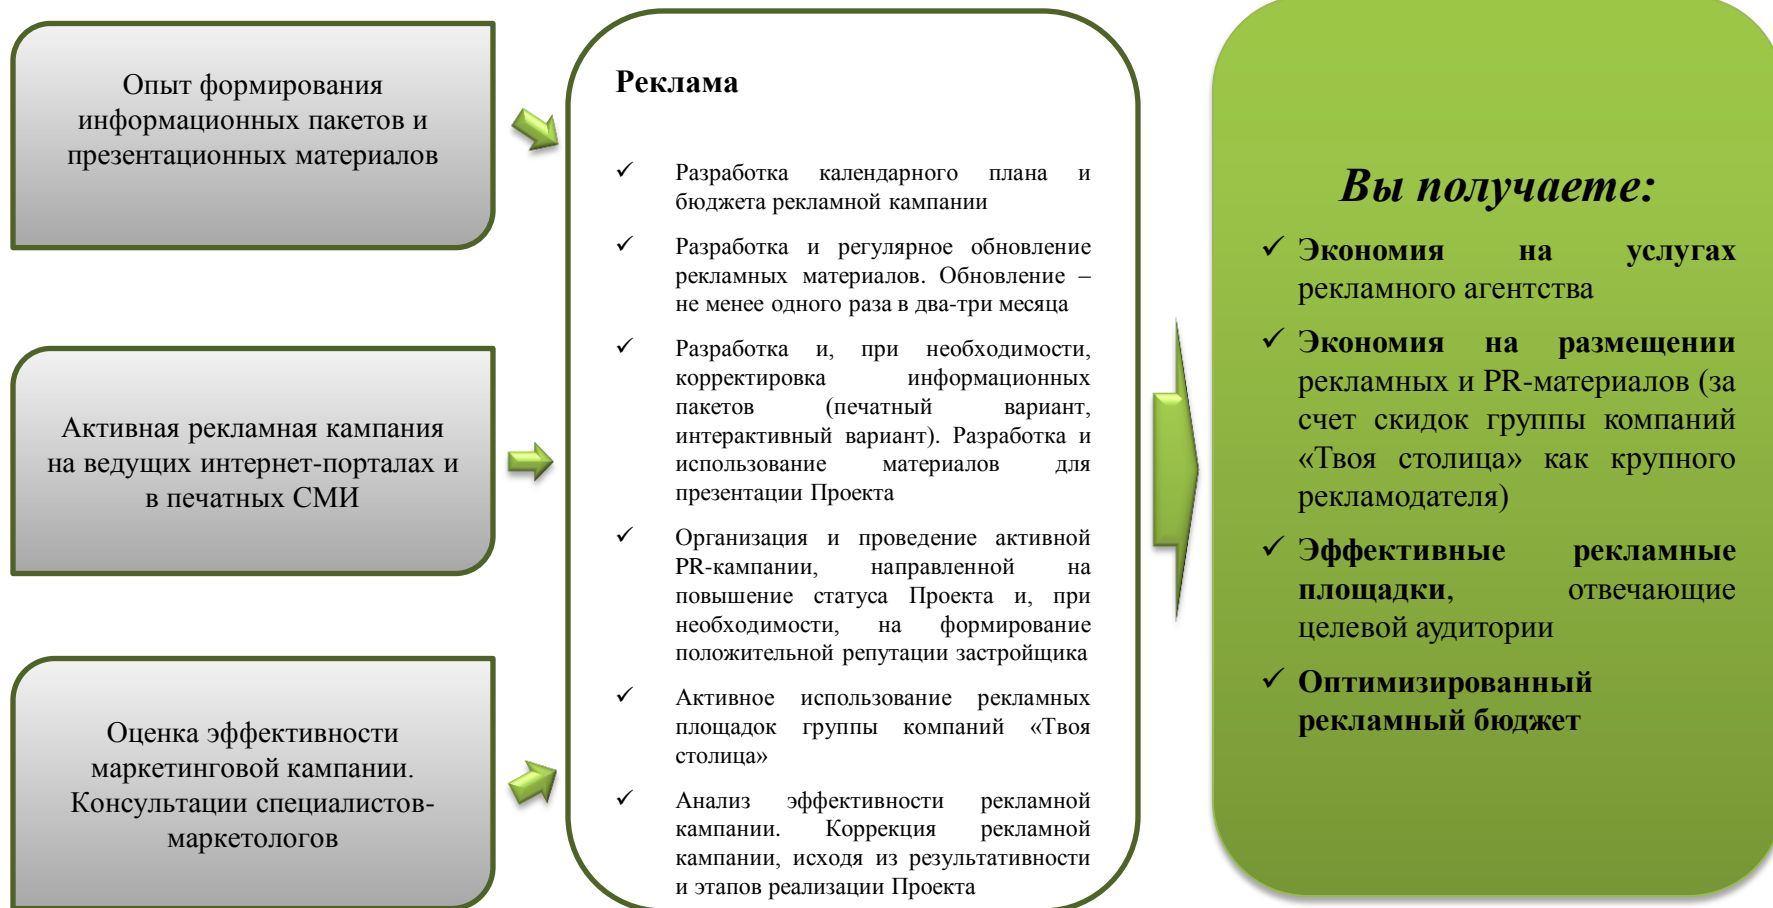 Опыт формирования
информационных пакетов и
презентационных материалов
Активная рекламная кампания
на ведущих интернет-порталах и
в печатных СМИ
Оценка эффективности
маркетинговой кампании.
Консультации специалистов-
маркетологов
Реклама
✓ Разработка календарного плана и
бюджета рекламной кампании
✓ Разработка и регулярное обновление
рекламных материалов. Обновление –
не менее одного раза в два-три месяца
✓ Разработка и, при необходимости,
корректировка информационных
пакетов (печатный вариант,
интерактивный вариант). Разработка и
использование материалов для
презентации Проекта
✓ Организация и проведение активной
PR-кампании, направленной на
повышение статуса Проекта и, при
необходимости, на формирование
положительной репутации застройщика
✓ Активное использование рекламных
площадок группы компаний «Твоя
столица»
✓ Анализ эффективности рекламной
кампании. Коррекция рекламной
кампании, исходя из результативности
и этапов реализации Проекта
Вы получаете:
✓ Экономия на услугах
рекламного агентства
✓ Экономия на размещении
рекламных и PR-материалов (за
счет скидок группы компаний
«Твоя столица» как крупного
рекламодателя)
✓ Эффективные рекламные
площадки, отвечающие
целевой аудитории
✓ Оптимизированный
рекламный бюджет